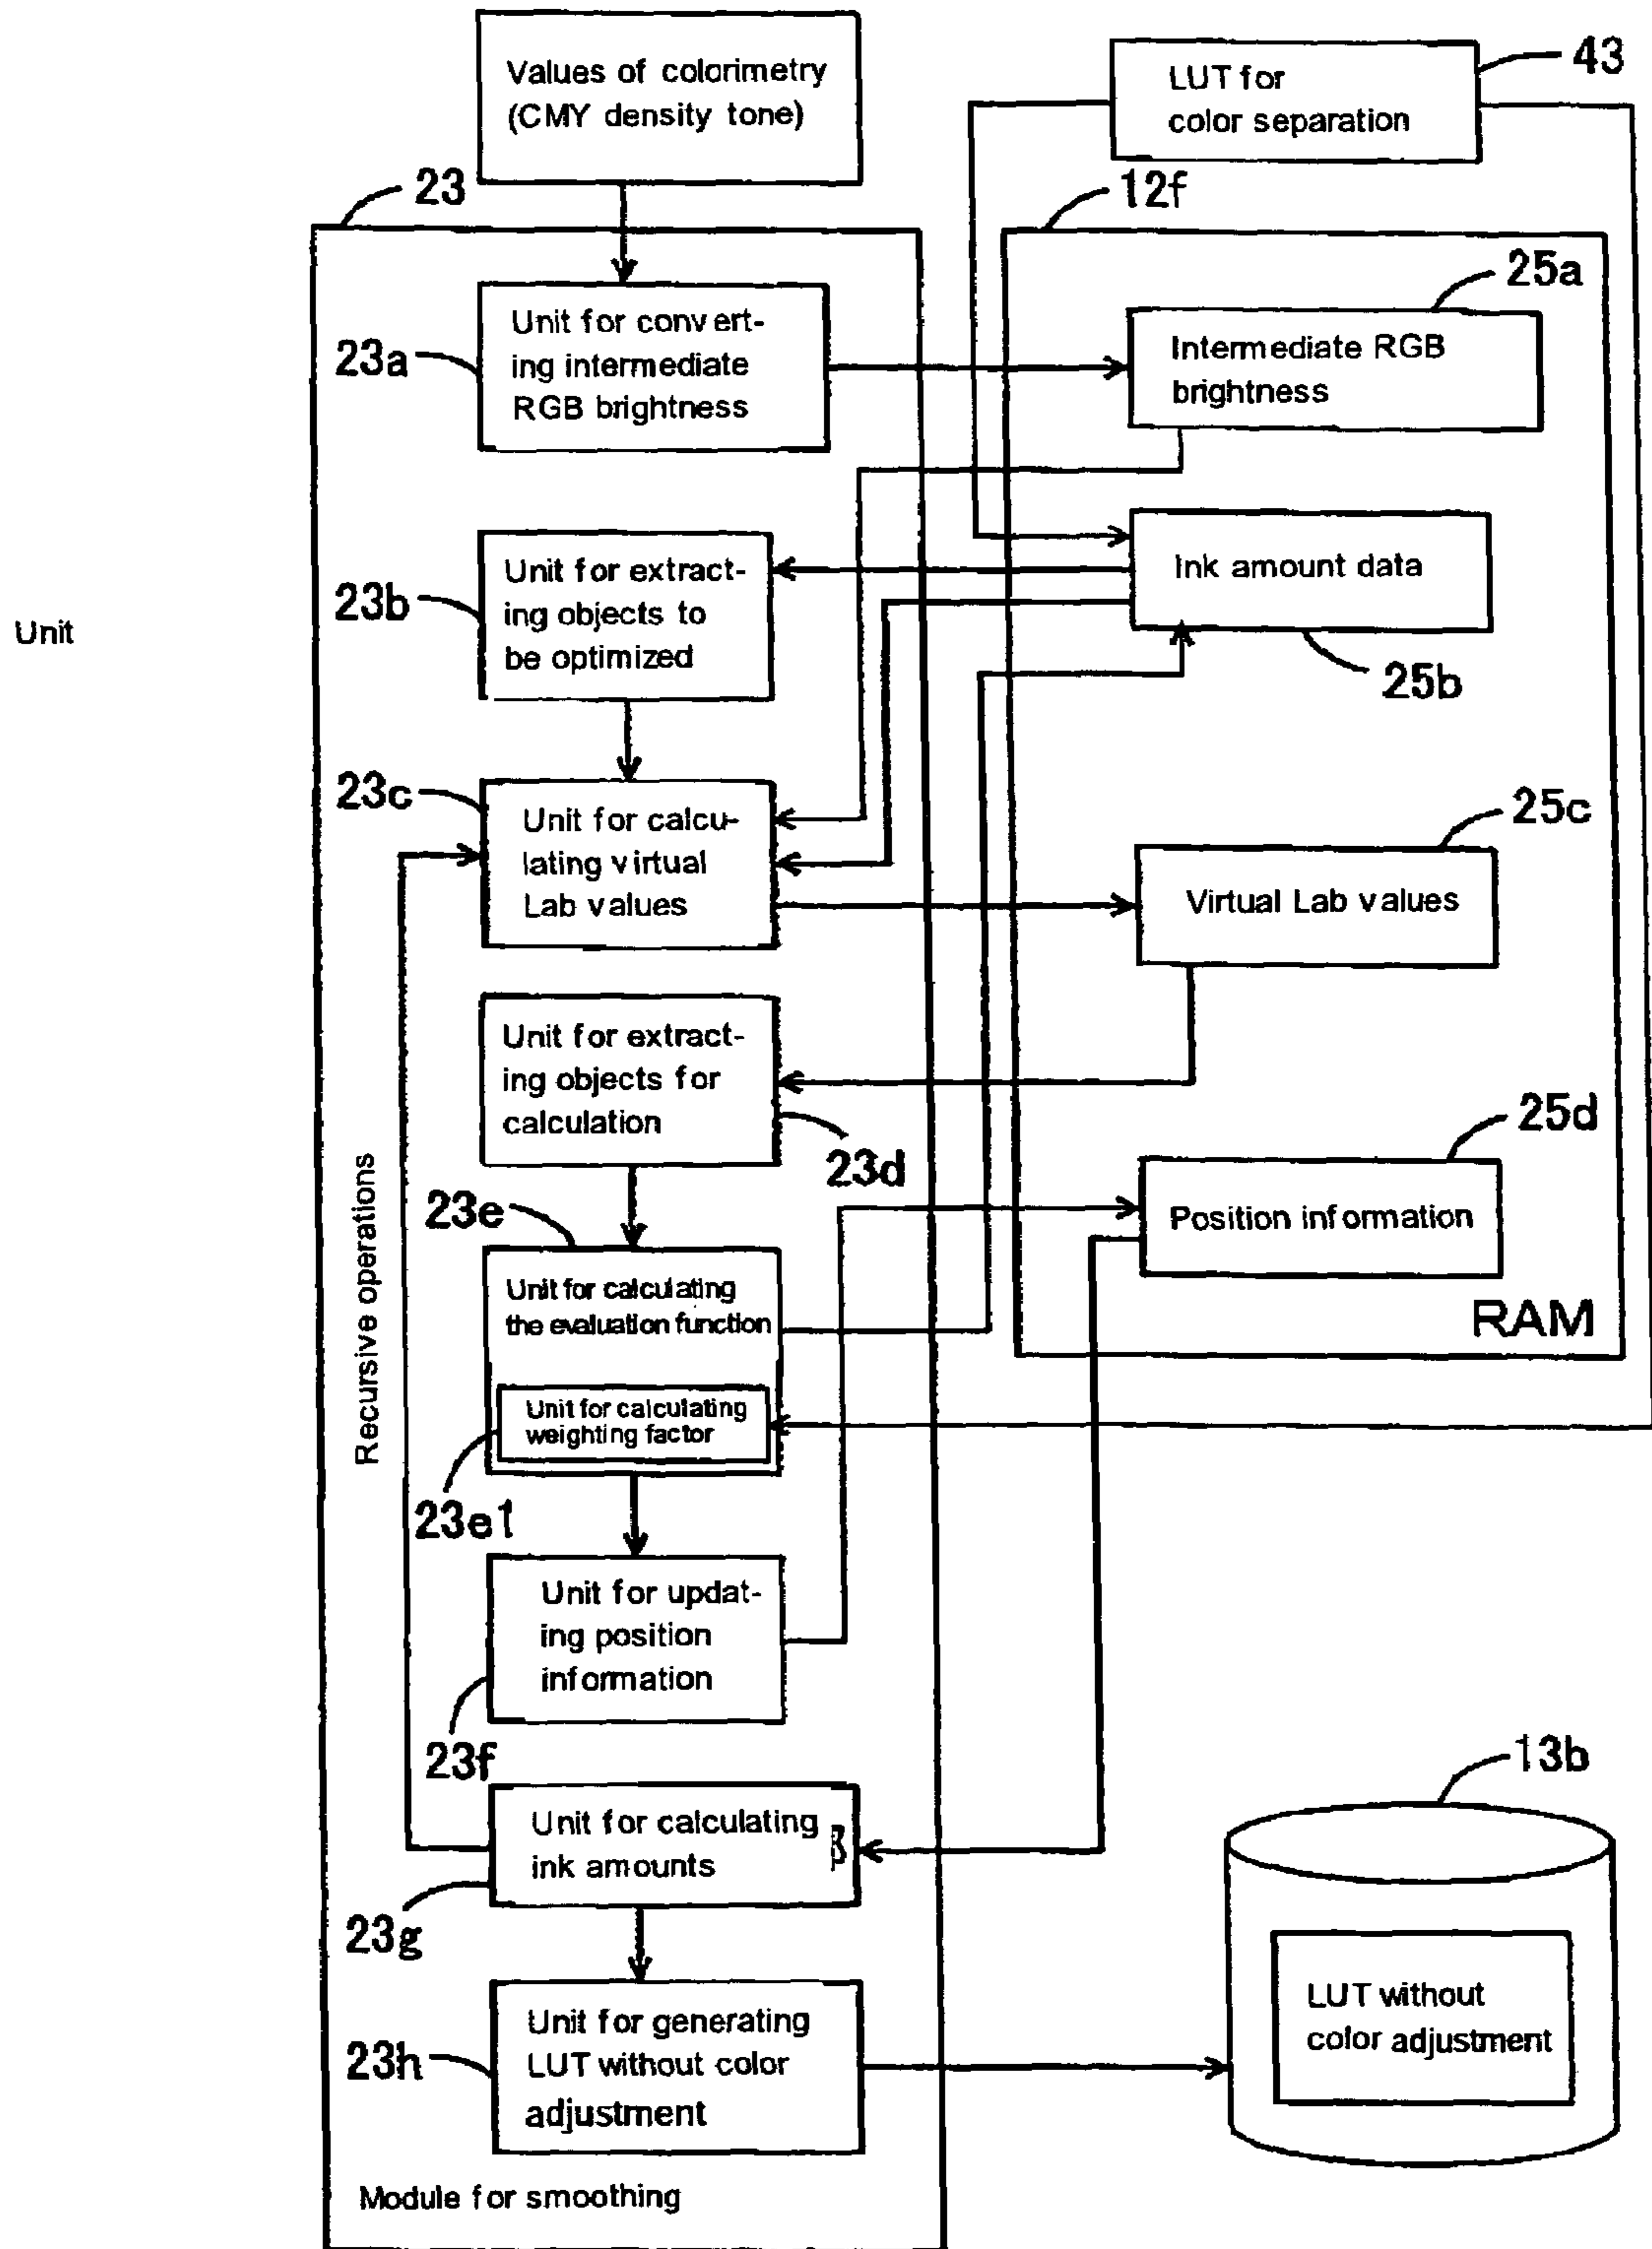 Values of colorimetry
(CMY density tone)
LUT for
color separation
43
23
12f
25a
Unit for convert-
ing intermediate
RGB brightness
23a
Intermediate RGB
brightness
Unit for extract-
ing objects to
be optimized
23b
Ink amount data
25b
Unit
23c
Unit for calcu-
lating virtual
Lab values
25c
Virtual Lab values
Unit for extract-
ing objects for
calculation
23d
25d
Position information
RAM
Recursive operations
23e
Unit for calculating
the evaluation function
Unit for calculating
weighting factor
23e1
Unit for updat-
ing position
information
23f
Unit for calculating
ink amounts
23g
13b
Unit for generating
LUT without color
adjustment
23h
LUT without
color adjustment
Module for smoothing